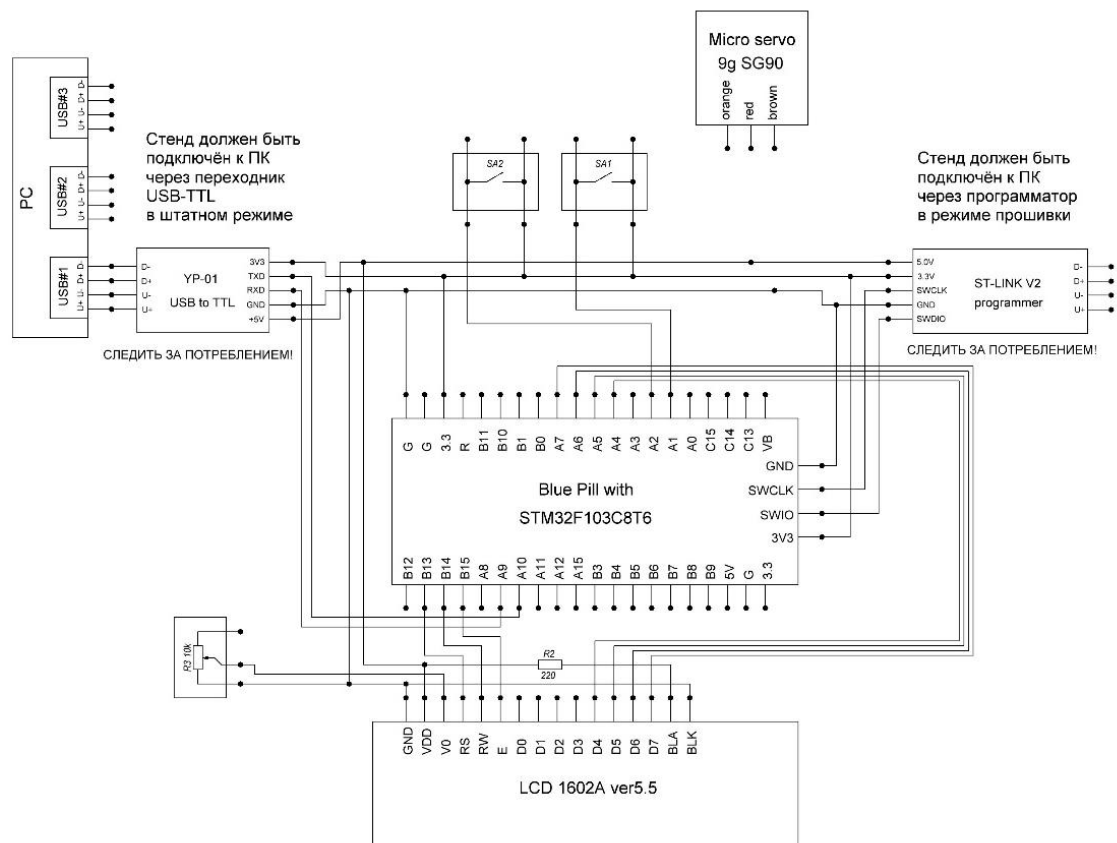 Micro servo
9g SG90
orange
red
brown
PC
USB#3
D-
D+
U-
U+
USB#2
D-
D+
U-
U+
USB#1
D-
D+
U-
U+
Стенд должен быть
подключён к ПК
через переходник
USB-TTL
в штатном режиме
SA2
SA1
Стенд должен быть
подключён к ПК
через программатор
в режиме прошивки
D-
D+
U-
U+
YP-01
USB to TTL
3V3
TXD
RXD
GND
+5V
5.0V
3.3V
SWCLK
GND
SWDIO
ST-LINK V2
programmer
D-
D+
U-
U+
СЛЕДИТЬ ЗА ПОТРЕБЛЕНИЕМ!
СЛЕДИТЬ ЗА ПОТРЕБЛЕНИЕМ!
G
G
3.3
R
B11
B10
B1
B0
A7
A6
A5
A4
A3
A2
A1
A0
C15
C14
C13
VB
GND
SWCLK
SWIO
3V3
Blue Pill with
STM32F103C8T6
B12
B13
B14
B15
A8
A9
A10
A11
A12
A15
B3
B4
B5
B6
B7
B8
B9
5V
G
3.3
R3 10k
R2
220
GND
VDD
V0
RS
RW
E
D0
D1
D2
D3
D4
D5
D6
D7
BLA
BLK
LCD 1602A ver5.5